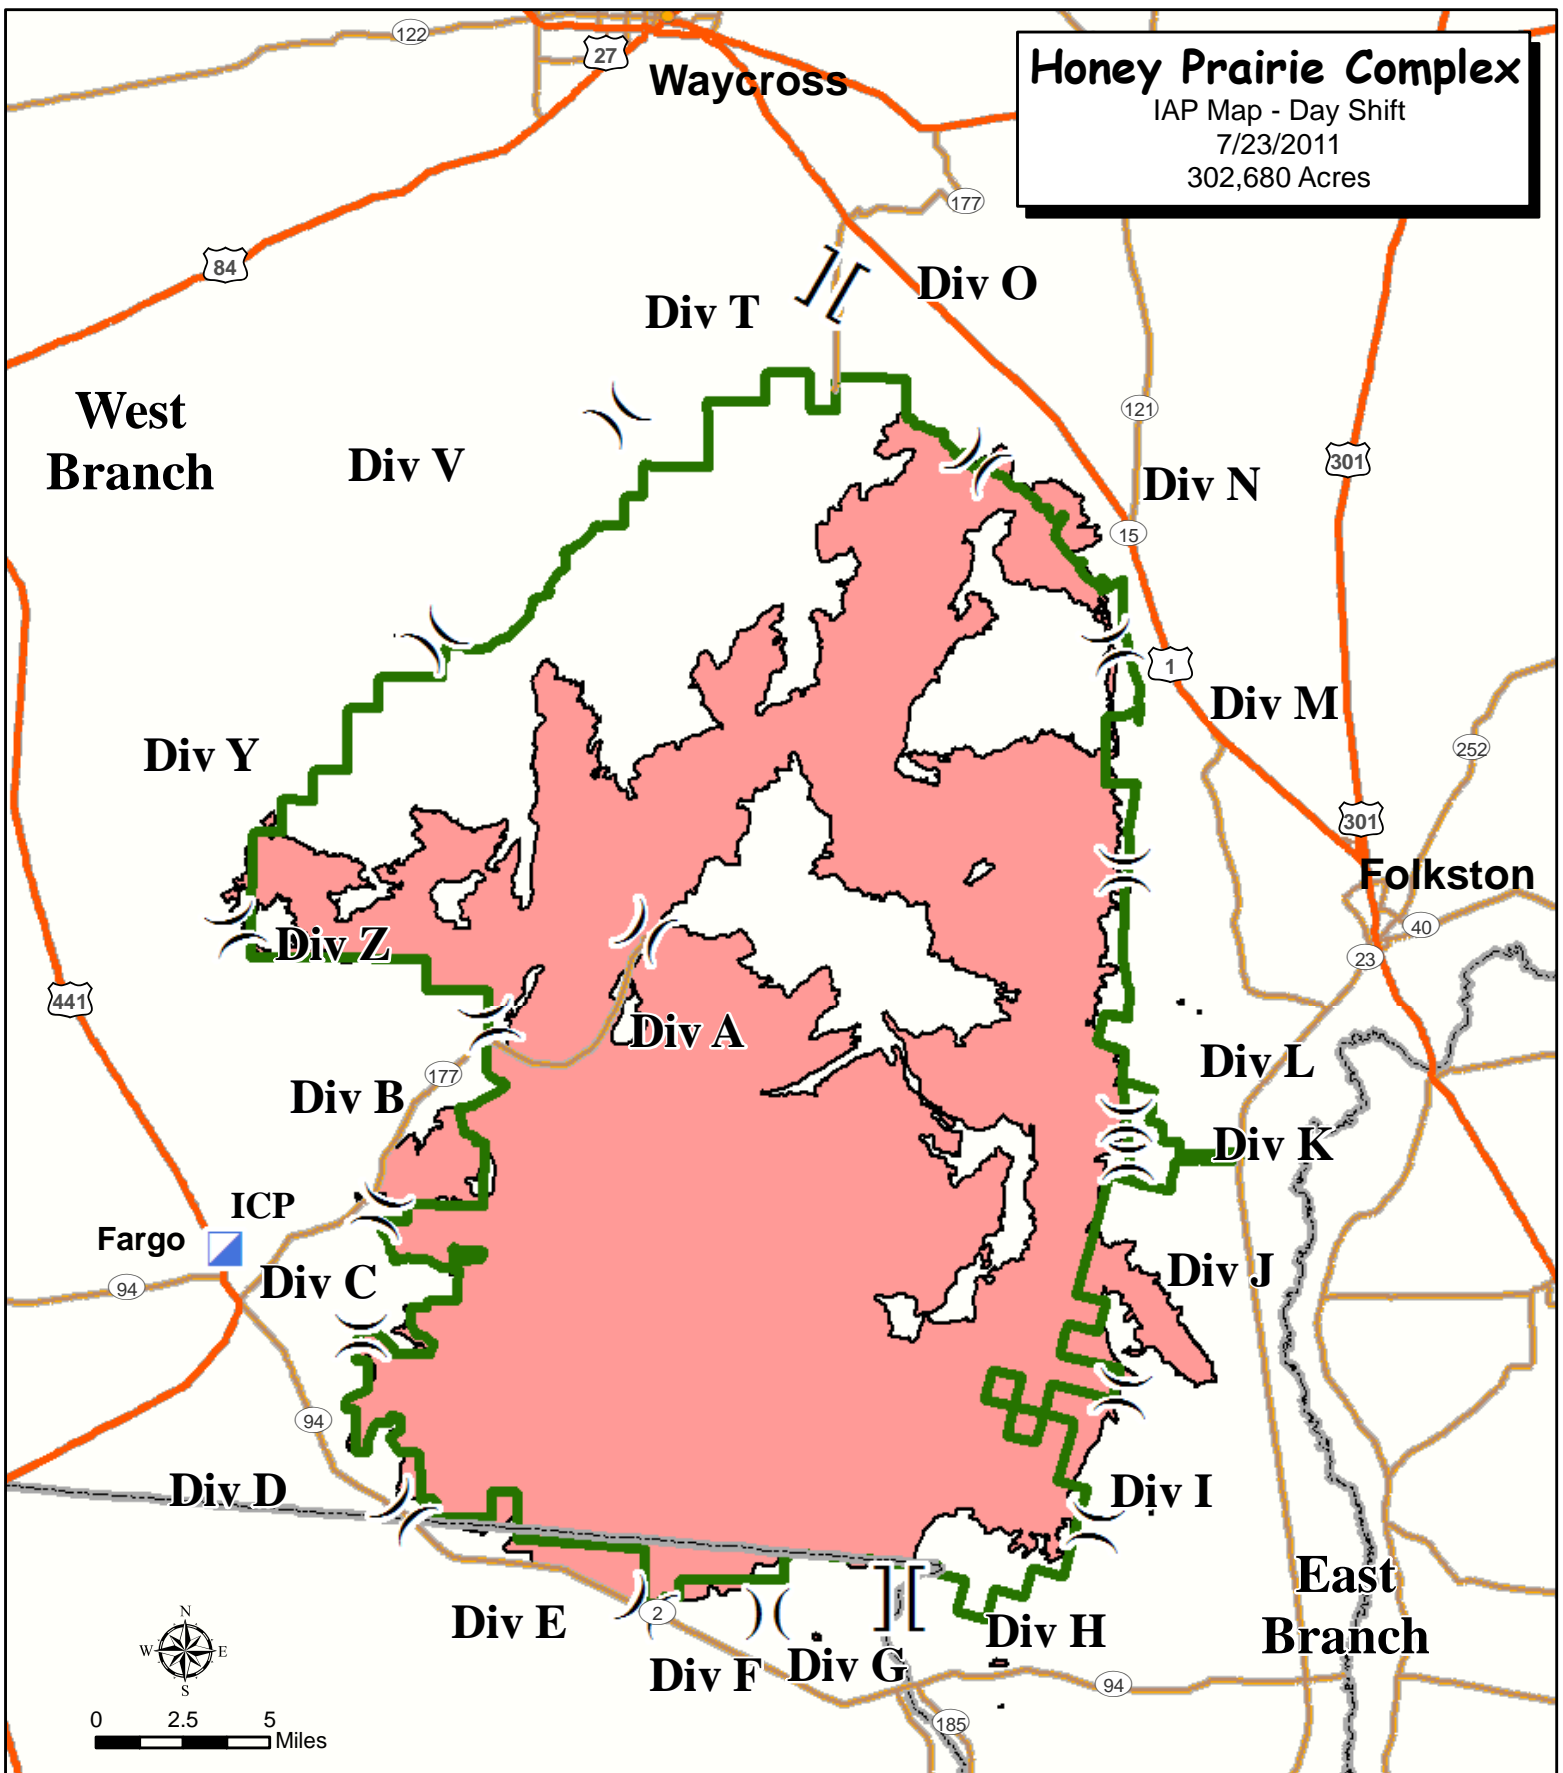 122
27
Waycross
Honey Prairie Complex
IAP Map - Day Shift
7/23/2011
302,680 Acres
177
84
Div O
Div T
West
Branch
121
Div V
301
Div N
15
1
Div M
Div Y
252
301
Folkston
40
23
Div Z
441
Div A
Div L
177
Div B
Div K
ICP
Fargo
94
Div C
Div J
94
Div D
Div I
East
Branch
2
Div E
Div H
Div F
Div G
94
185
N
W
E
S
0 2.5 5
Miles